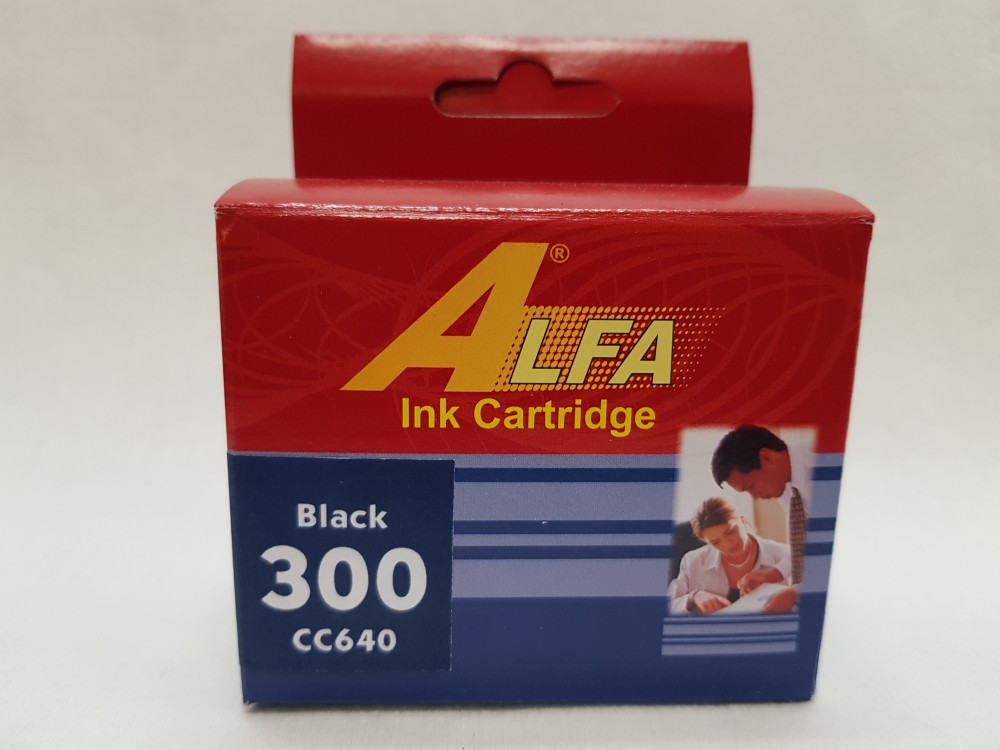 ALFA®
Ink Cartridge
Black
300
CC640